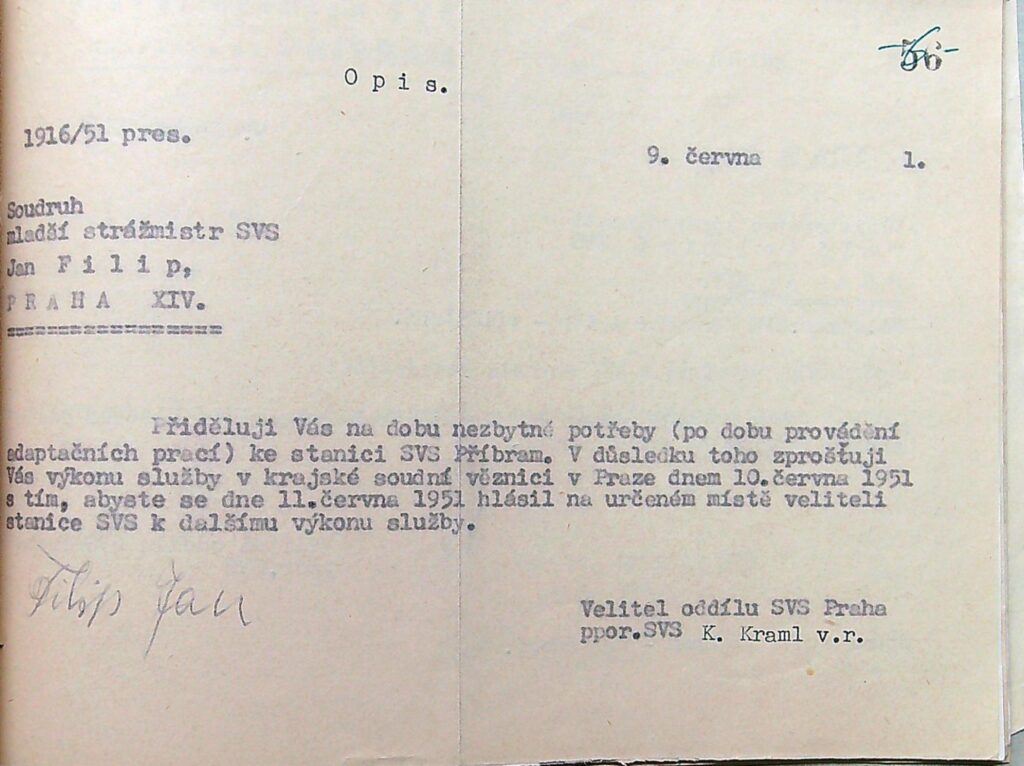 56
O p i s.
1916/51 pres.
9. června 1.
Soudruh
mladší strážmistr SVS
Jan F i l i p,
P R A H A XIV.
======================
Přiděluji Vás na dobu nezbytné potřeby (po dobu provádění
adaptačních prací) ke stanici SVS Příbram. V důsledku toho zprošťuji
Vás výkonu služby v krajské soudní věznici v Praze dnem 10.června 1951
s tím, abyste se dne 11.června 1951 hlásil na určeném místě veliteli
stanice SVS k dalšímu výkonu služby.
Filip Jan
Velitel oddílu SVS Praha
ppor.SVS K. Kraml v.r.